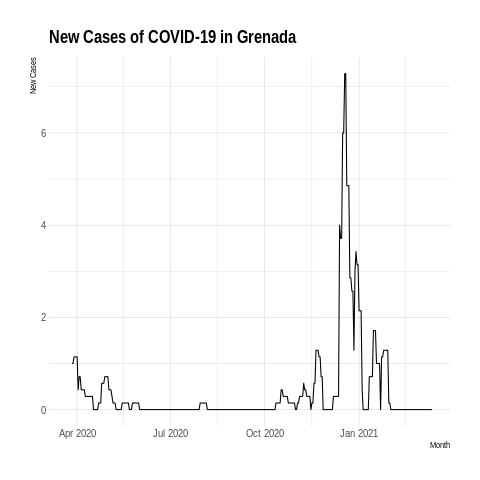 New Cases of COVID-19 in Grenada
New Cases
6
4
2
0
Apr 2020 Jul 2020 Oct 2020 Jan 2021
Month